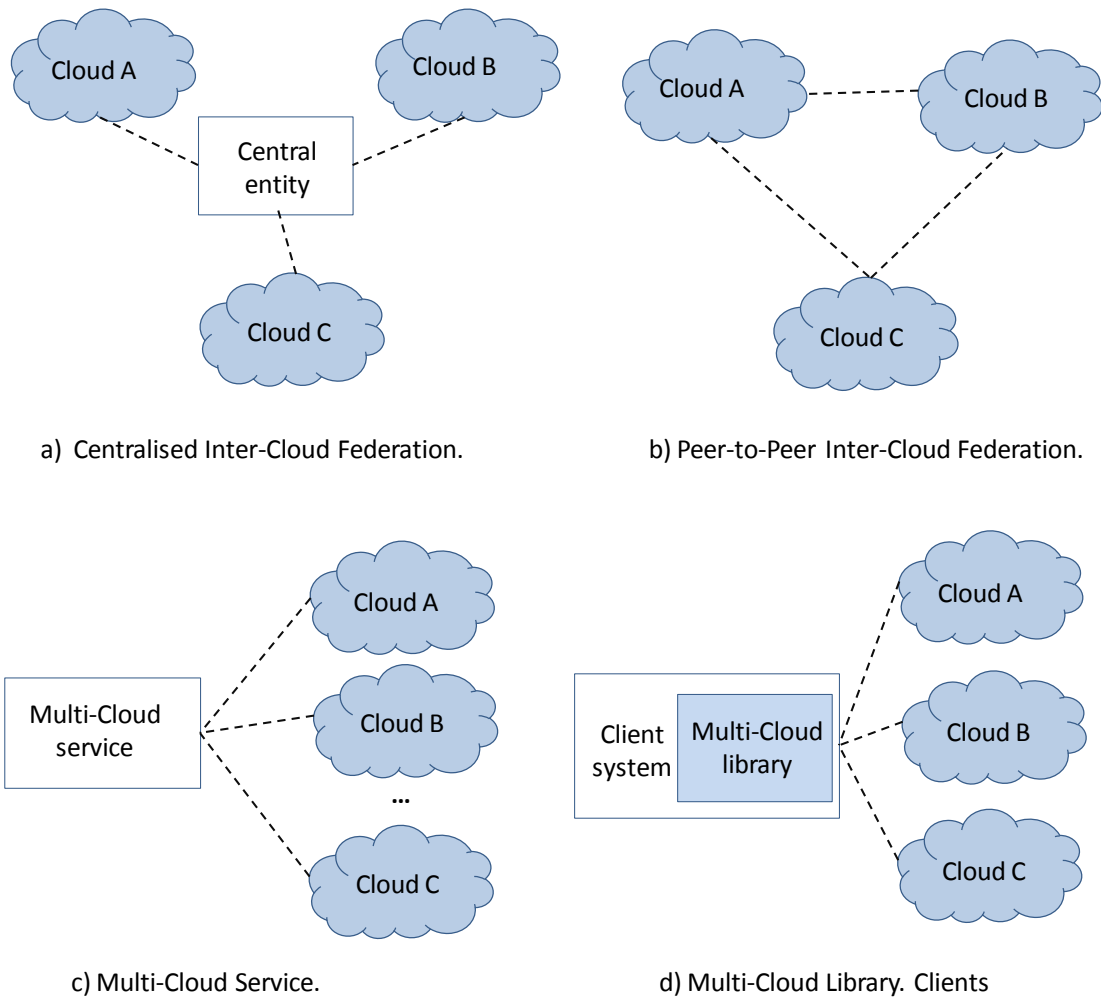 Cloud A
Cloud B
Central
entity
Cloud C
a) Centralised Inter-Cloud Federation.
Cloud A
Cloud B
Cloud C
b) Peer-to-Peer Inter-Cloud Federation.
Multi-Cloud
service
Cloud A
Cloud B
...
Cloud C
c) Multi-Cloud Service.
Client
system
Multi-Cloud
library
Cloud A
Cloud B
Cloud C
d) Multi-Cloud Library. Clients